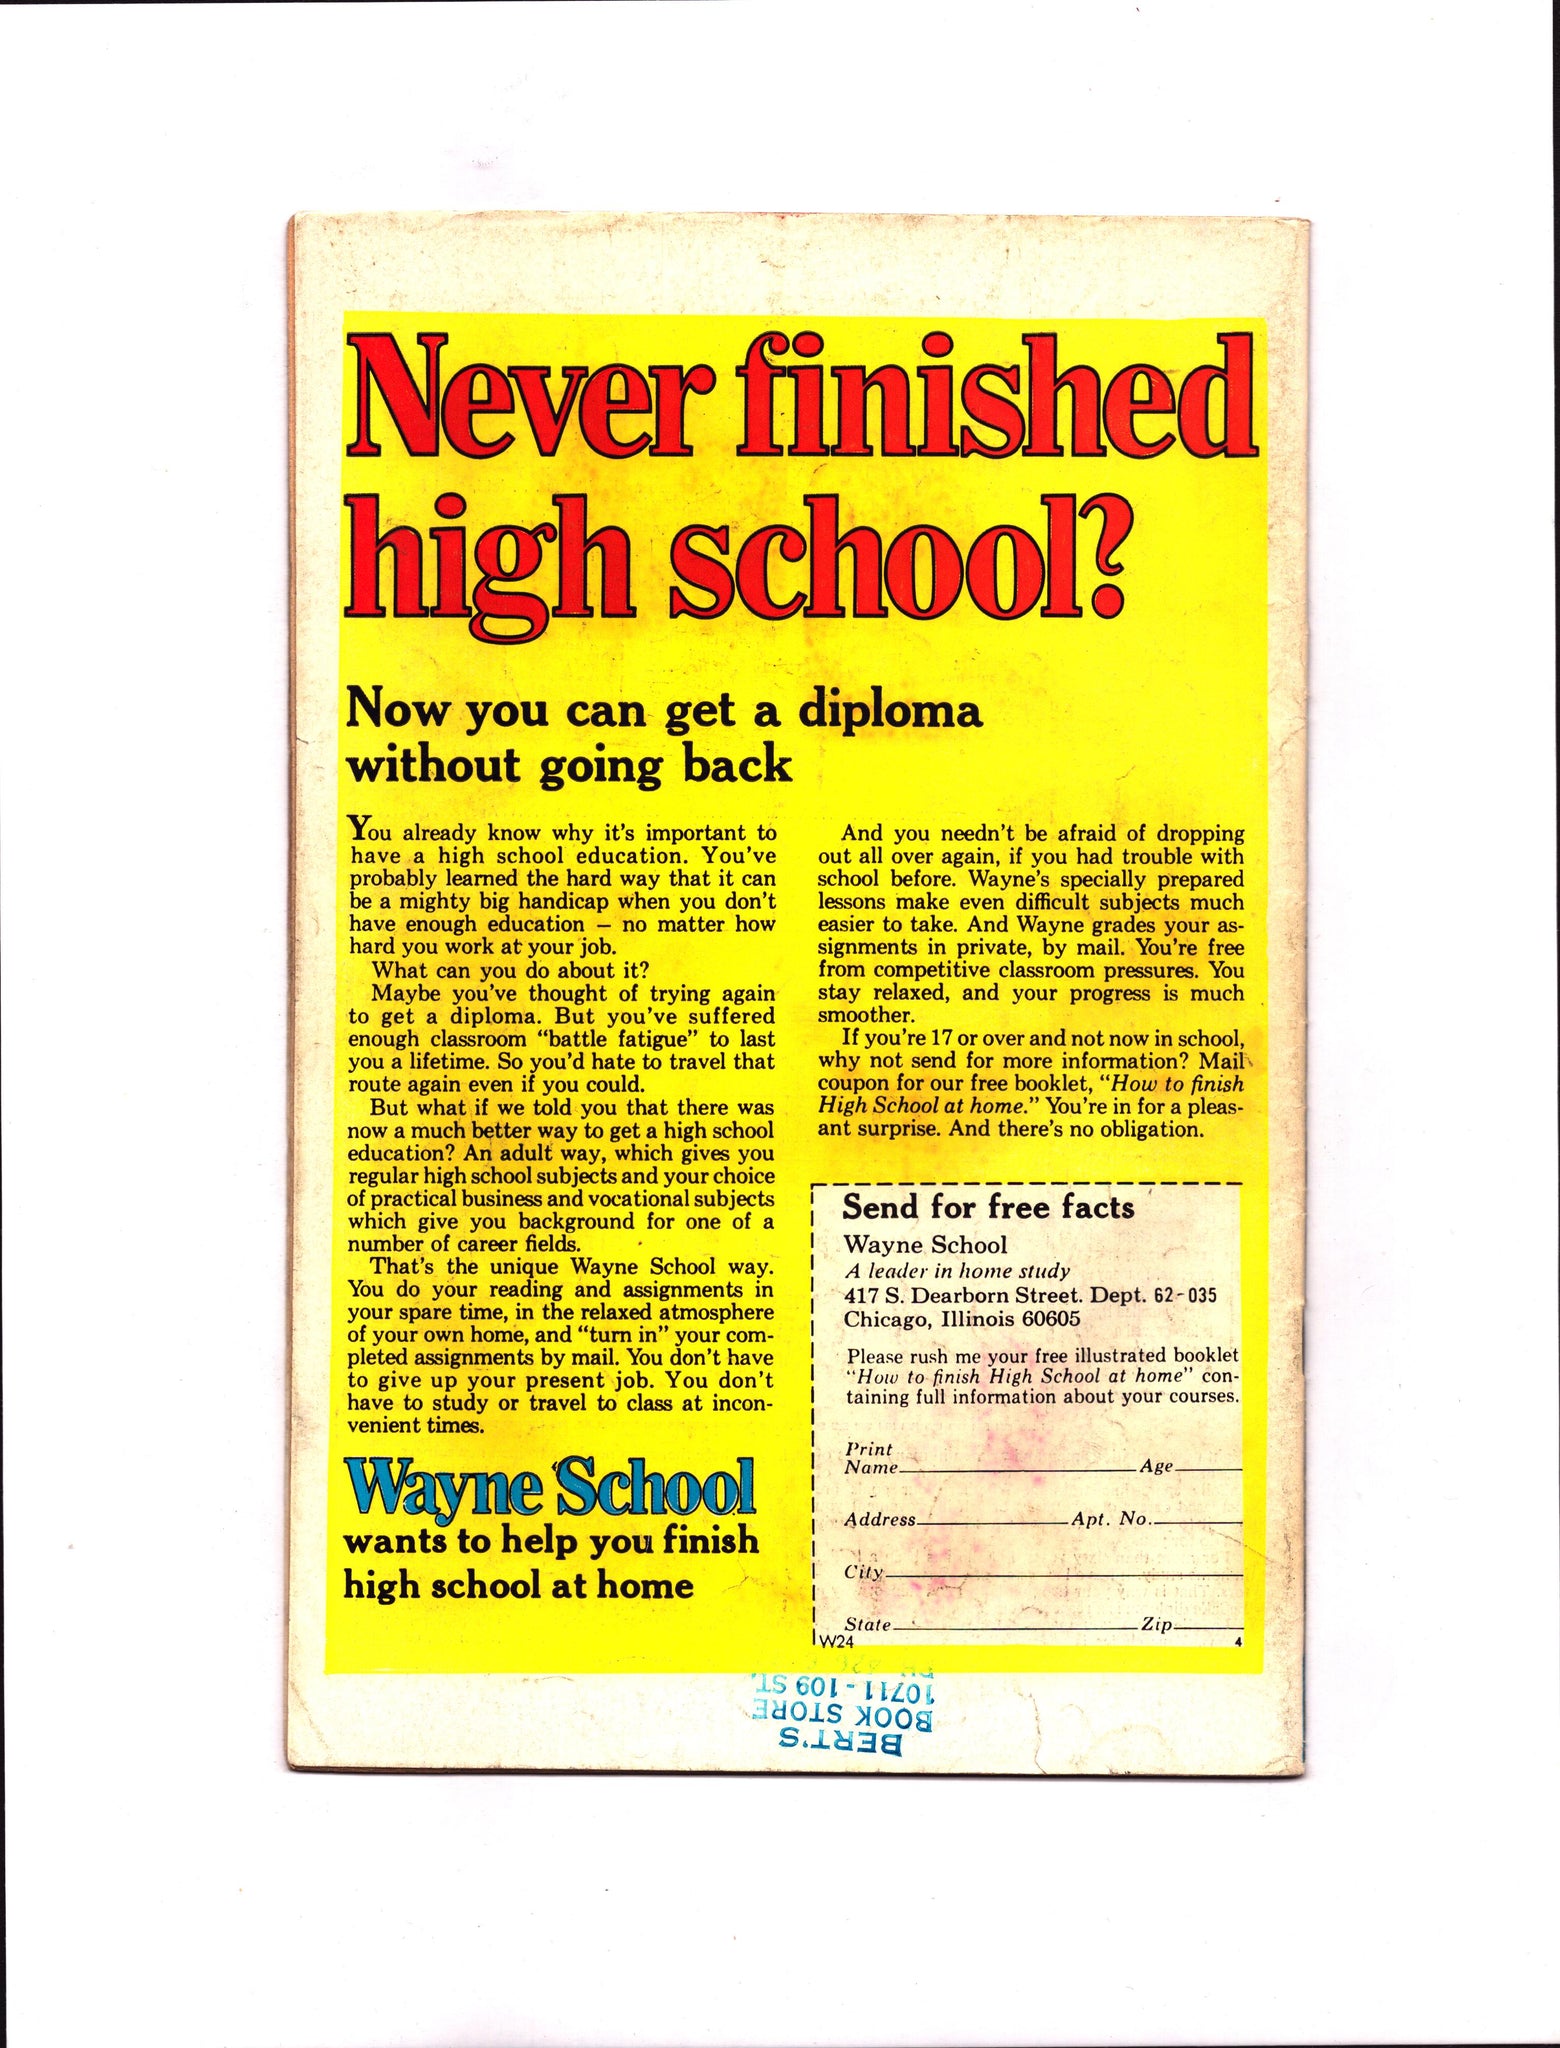 Never finished
high school?
Now you can get a diploma
without going back
You already know why it's important to
have a high school education. You've
probably learned the hard way that it can
be a mighty big handicap when you don't
have enough education – no matter how
hard you work at your job.
What can you do about it?
Maybe you've thought of trying again
to get a diploma. But you've suffered
enough classroom "battle fatigue" to last
you a lifetime. So you'd hate to travel that
route again even if you could.
But what if we told you that there was
now a much better way to get a high school
education? An adult way, which gives you
regular high school subjects and your choice
of practical business and vocational subjects
which give you background for one of a
number of career fields.
That's the unique Wayne School way.
You do your reading and assignments in
your spare time, in the relaxed atmosphere
of your own home, and "turn in" your com-
pleted assignments by mail. You don't have
to give up your present job. You don't
have to study or travel to class at incon-
venient times.
Wayne School
wants to help you finish
high school at home
And you needn't be afraid of dropping
out all over again, if you had trouble with
school before. Wayne's specially prepared
lessons make even difficult subjects much
easier to take. And Wayne grades your as-
signments in private, by mail. You're free
from competitive classroom pressures. You
stay relaxed, and your progress is much
smoother.
If you're 17 or over and not now in school,
why not send for more information? Mail
coupon for our free booklet, "How to finish
High School at home." You're in for a pleas-
ant surprise. And there's no obligation.
Send for free facts
Wayne School
A leader in home study
417 S. Dearborn Street. Dept. 62-035
Chicago, Illinois 60605
Please rush me your free illustrated booklet
"How to finish High School at home" con-
taining full information about your courses.
Print
Name Age
Address Apt. No.
City
State Zip
W24 4
BERT'S
BOOK STORE
10711 - 109 ST.